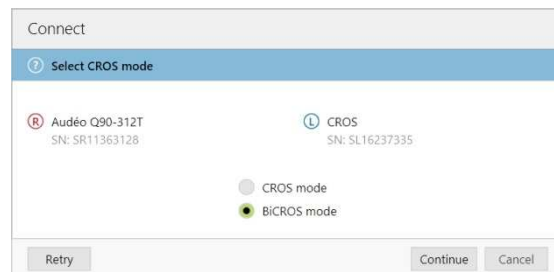 Connect
? Select CROS mode
R Audéo Q90-312T
SN: SR11363128
L CROS
SN: SL16237335
CROS mode
BiCROS mode
Retry Continue Cancel